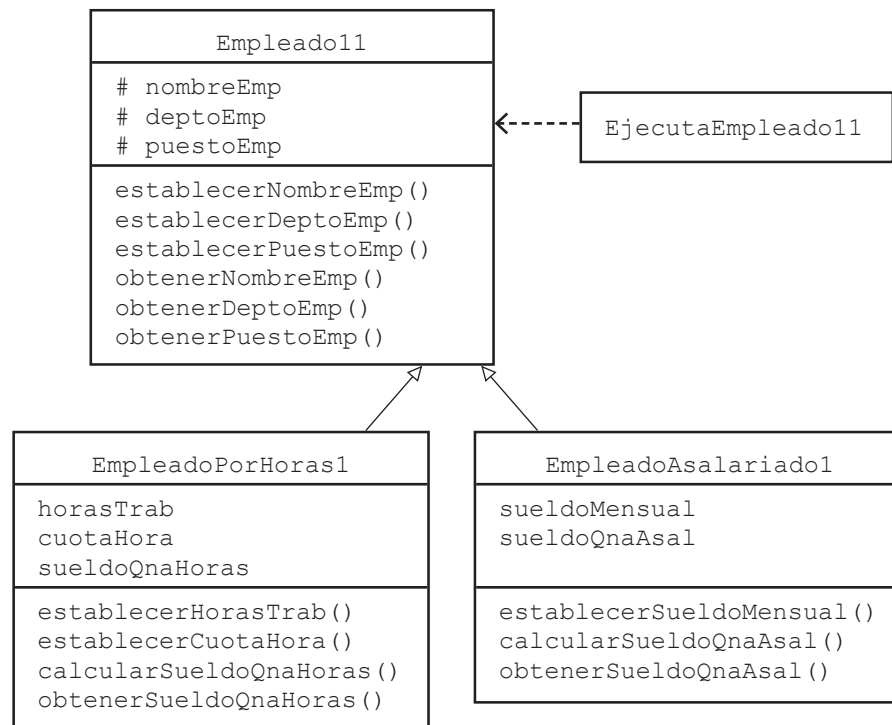 Empleado11
# nombreEmp
# deptoEmp
# puestoEmp
establecerNombreEmp()
establecerDeptoEmp()
establecerPuestoEmp()
obtenerNombreEmp()
obtenerDeptoEmp()
obtenerPuestoEmp()
EjecutaEmpleado11
EmpleadoPorHoras1
horasTrab
cuotaHora
sueldoQnaHoras
establecerHorasTrab()
establecerCuotaHora()
calcularSueldoQnaHoras()
obtenerSueldoQnaHoras()
EmpleadoAsalariado1
sueldoMensual
sueldoQnaAsal
establecerSueldoMensual()
calcularSueldoQnaAsal()
obtenerSueldoQnaAsal()